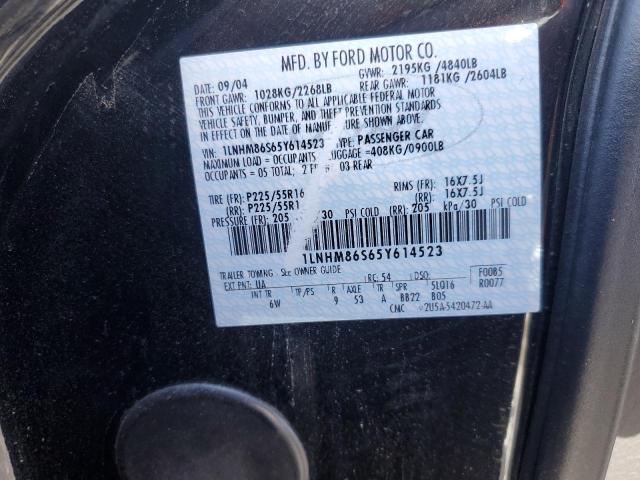 MFD. BY FORD MOTOR CO.
DATE: 09/04 GVWR: 2195KG /4840LB
FRONT GAWR: 1028KG/2268LB REAR GAWR: 1181KG /2604LB
THIS VEHICLE CONFORMS TO ALL APPLICABLE FEDERAL MOTOR
VEHICLE SAFETY, BUMPER, AND THEFT PREVENTION STANDARDS
IN EFFECT ON THE DATE OF MANUFACTURE SHOWN ABOVE.
VIN: 1LNHM86S65Y614523 TYPE: PASSENGER CAR
MAXIMUM LOAD = OCCUPANTS LUGGAGE =408KG/0900LB
OCCUPANTS = 05 TOTAL: 2 03 REAR
TIRE (FR): P225/55R16 RIMS (FR): 16X7.5J
(RR): P225/55R1 (RR): 16X7.5J
PRESSURE (FR): 205 30 PSI COLD (RR): 205 kPa/30 PSI COLD
1LNHM86S65Y614523
TRAILER TOWING - SEE OWNER GUIDE
EXT PNT: UA RC: 54 DSO: F0085
INT TR TP/PS R AXLE TR SPR 5LQ16 R0077
6W 9 53 A BB22 B05
CMC 2U5A-5420472-AA